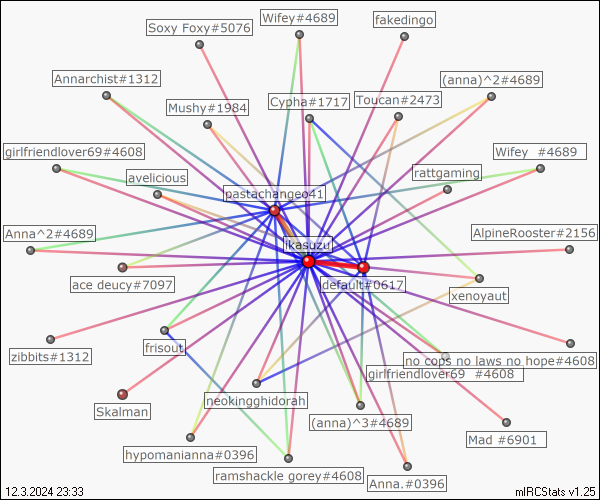 Wifey#4689
fakedingo
Soxy Foxy#5076
Annarchist#1312
(anna)^2#4689
Mushy#1984
Cypha#1717
Toucan#2473
girlfriendlover69#4608
Wifey  #4689
avelicious
rattgaming
pastachangeo41
Anna^2#4689
AlpineRooster#2156
likasuzu
ace deucy#7097
default#0617
xenoyaut
zibbits#1312
frisout
no cops no laws no hope#4608
girlfriendlover69  #4608
Skalman
neokingghidorah
(anna)^3#4689
Mad #6901
hypomanianna#0396
ramshackle gorey#4608
Anna.#0396
12.3.2024 23:33
mIRCStats v1.25